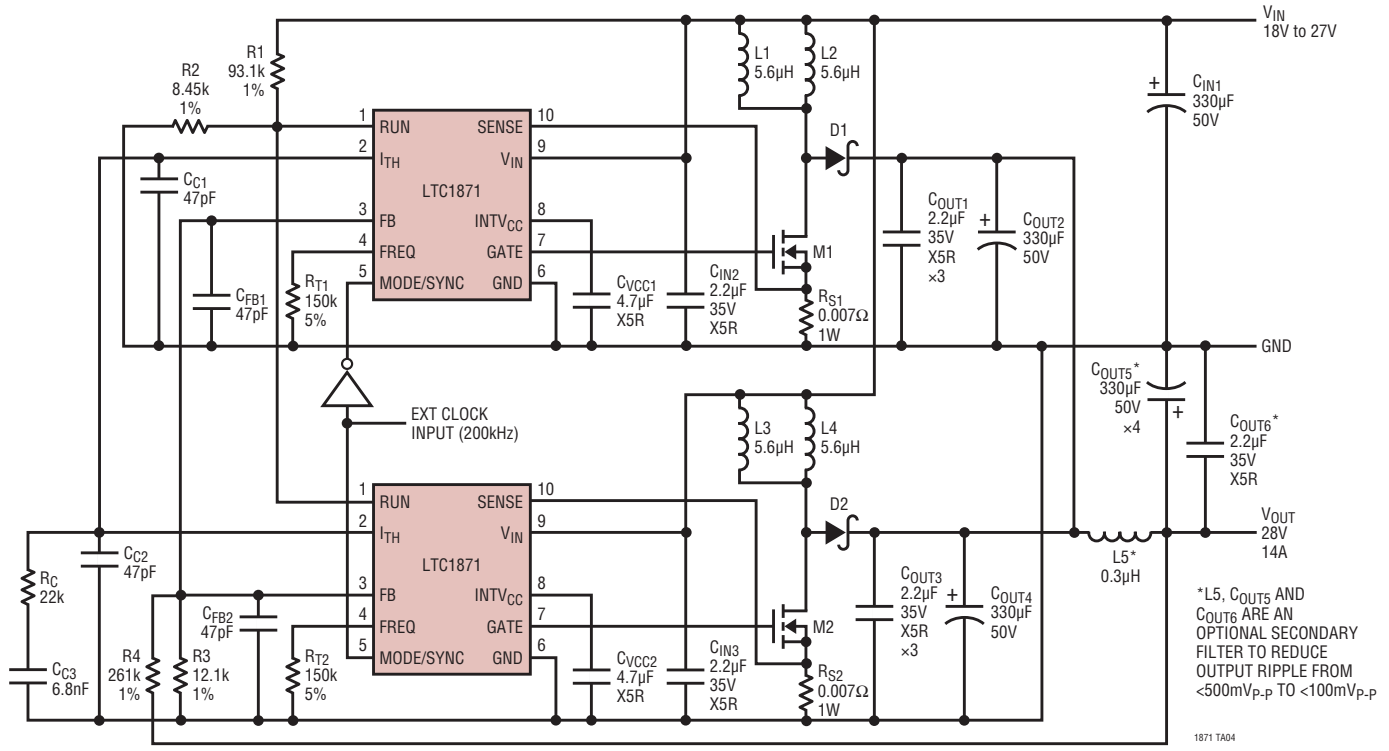 VIN
18V to 27V
R1
93.1k
1%
R2
8.45k
1%
L1
5.6µH
L2
5.6µH
CIN1
330µF
50V
+
1
RUN
SENSE
10
2
ITH
VIN
9
LTC1871
3
FB
INTVCC
8
4
FREQ
GATE
7
5
MODE/SYNC
GND
6
CC1
47pF
CFB1
47pF
RT1
150k
5%
CVCC1
4.7µF
X5R
CIN2
2.2µF
35V
X5R
D1
M1
RS1
0.007Ω
1W
COUT1
2.2µF
35V
X5R
×3
+
COUT2
330µF
50V
GND
COUT5*
330µF
50V
×4
+
COUT6*
2.2µF
35V
X5R
EXT CLOCK
INPUT (200kHz)
L3
5.6µH
L4
5.6µH
1
RUN
SENSE
10
2
ITH
VIN
9
LTC1871
3
FB
INTVCC
8
4
FREQ
GATE
7
5
MODE/SYNC
GND
6
RC
22k
CC2
47pF
CC3
6.8nF
R4
261k
1%
R3
12.1k
1%
CFB2
47pF
RT2
150k
5%
CVCC2
4.7µF
X5R
CIN3
2.2µF
35V
X5R
D2
M2
RS2
0.007Ω
1W
COUT3
2.2µF
35V
X5R
×3
+
COUT4
330µF
50V
L5*
0.3µH
VOUT
28V
14A
*L5, COUT5 AND
COUT6 ARE AN
OPTIONAL SECONDARY
FILTER TO REDUCE
OUTPUT RIPPLE FROM
<500mVP-P TO <100mVP-P
1871 TA04